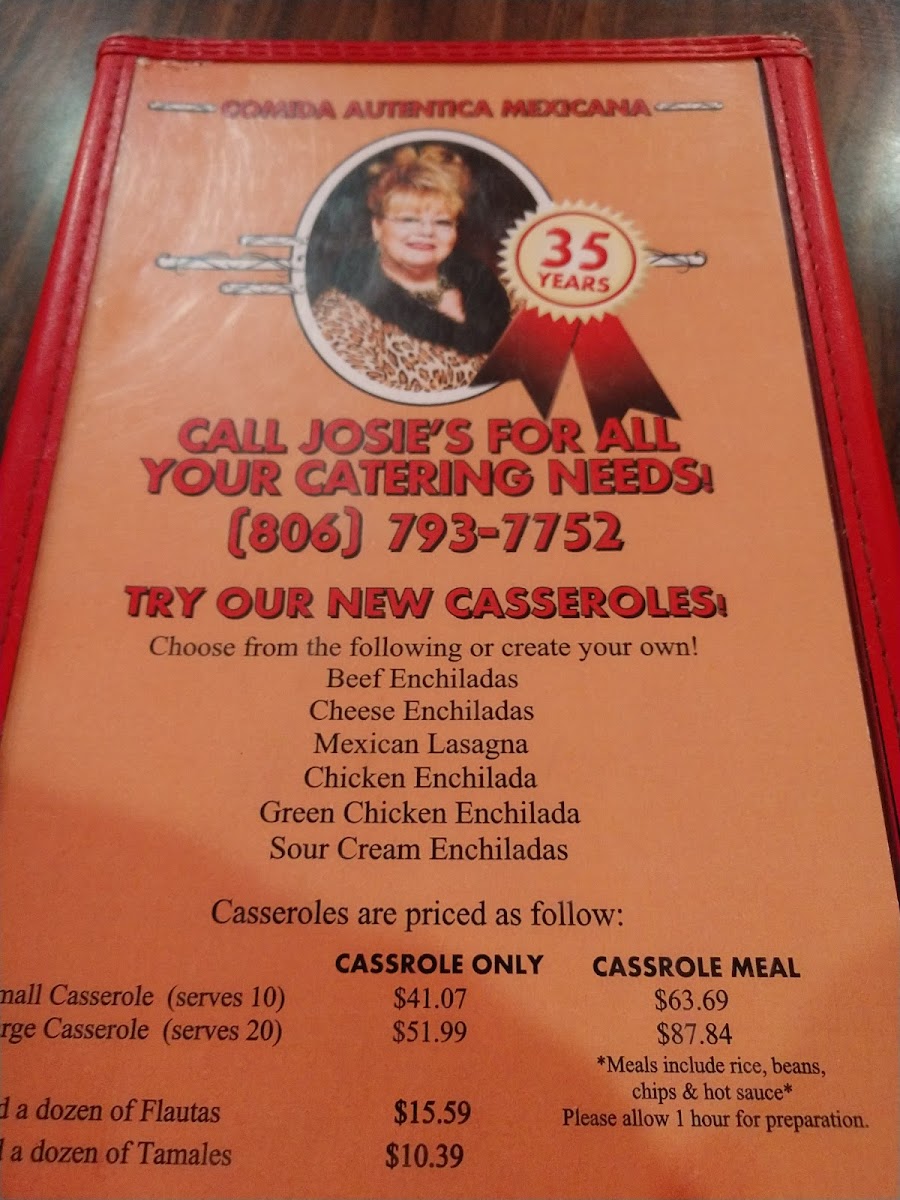 COMIDA AUTENTICA MEXICANA
35
YEARS
CALL JOSIE'S FOR ALL
YOUR CATERING NEEDS!
(806) 793-7752
TRY OUR NEW CASSEROLES!
Choose from the following or create your own!
Beef Enchiladas
Cheese Enchiladas
Mexican Lasagna
Chicken Enchilada
Green Chicken Enchilada
Sour Cream Enchiladas
Casseroles are priced as follow:
CASSROLE ONLY CASSROLE MEAL
mall Casserole (serves 10) $41.07 $63.69
rge Casserole (serves 20) $51.99 $87.84
*Meals include rice, beans,
chips & hot sauce*
Please allow 1 hour for preparation.
d a dozen of Flautas $15.59
d a dozen of Tamales $10.39